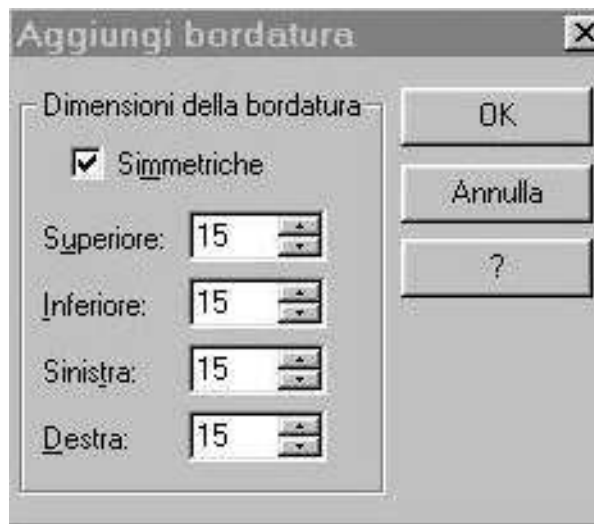 Aggiungi bordatura
Dimensioni della bordatura
Simmetriche
Superiore: 15
Inferiore: 15
Sinistra: 15
Destra: 15
OK
Annulla
?